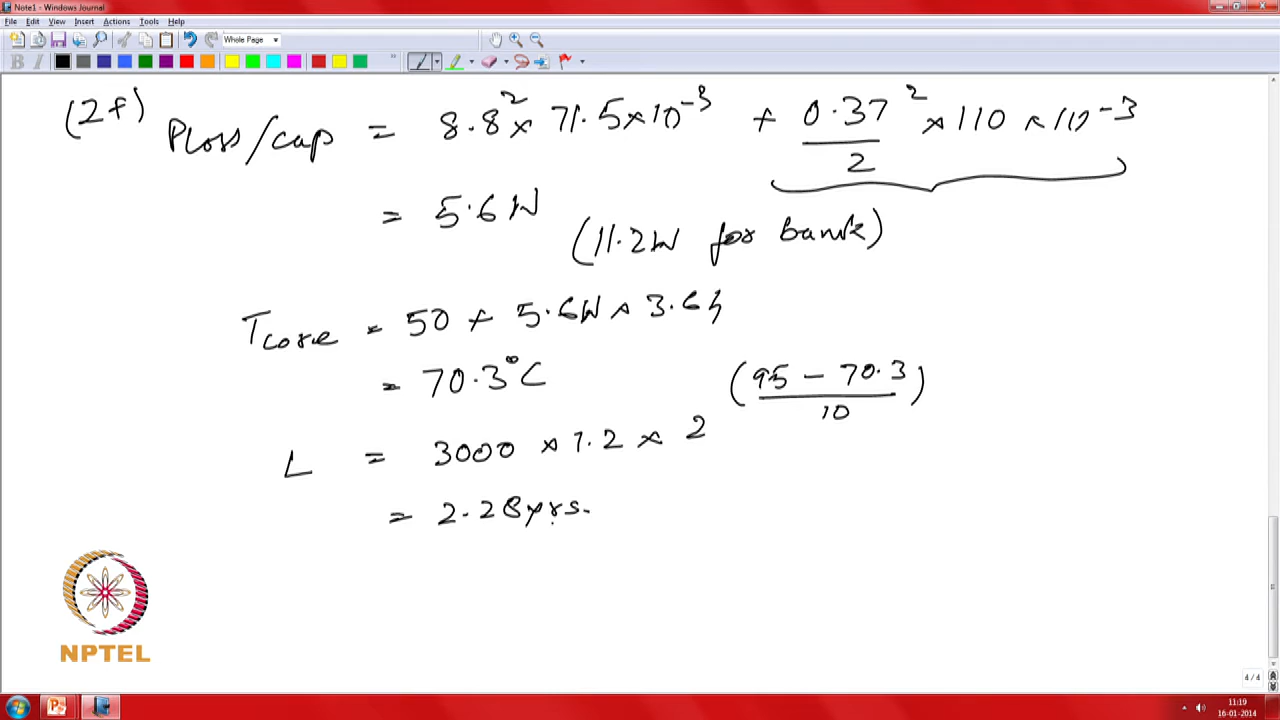 Note1 - Windows Journal
File Edit View Insert Actions Tools Help
Whole Page
B I
(2f) Ploss/cap = 8.8² × 71.5×10⁻³ + 0.37²/2 × 110 × 10⁻³
= 5.6W (11.2W for bank)
Tcore = 50 + 5.6W × 3.6
= 70.3°C
L = 3000 × 1.2 × 2^((95 - 70.3)/10)
= 2.28yrs.
NPTEL
4 / 4
11:19
16-01-2014